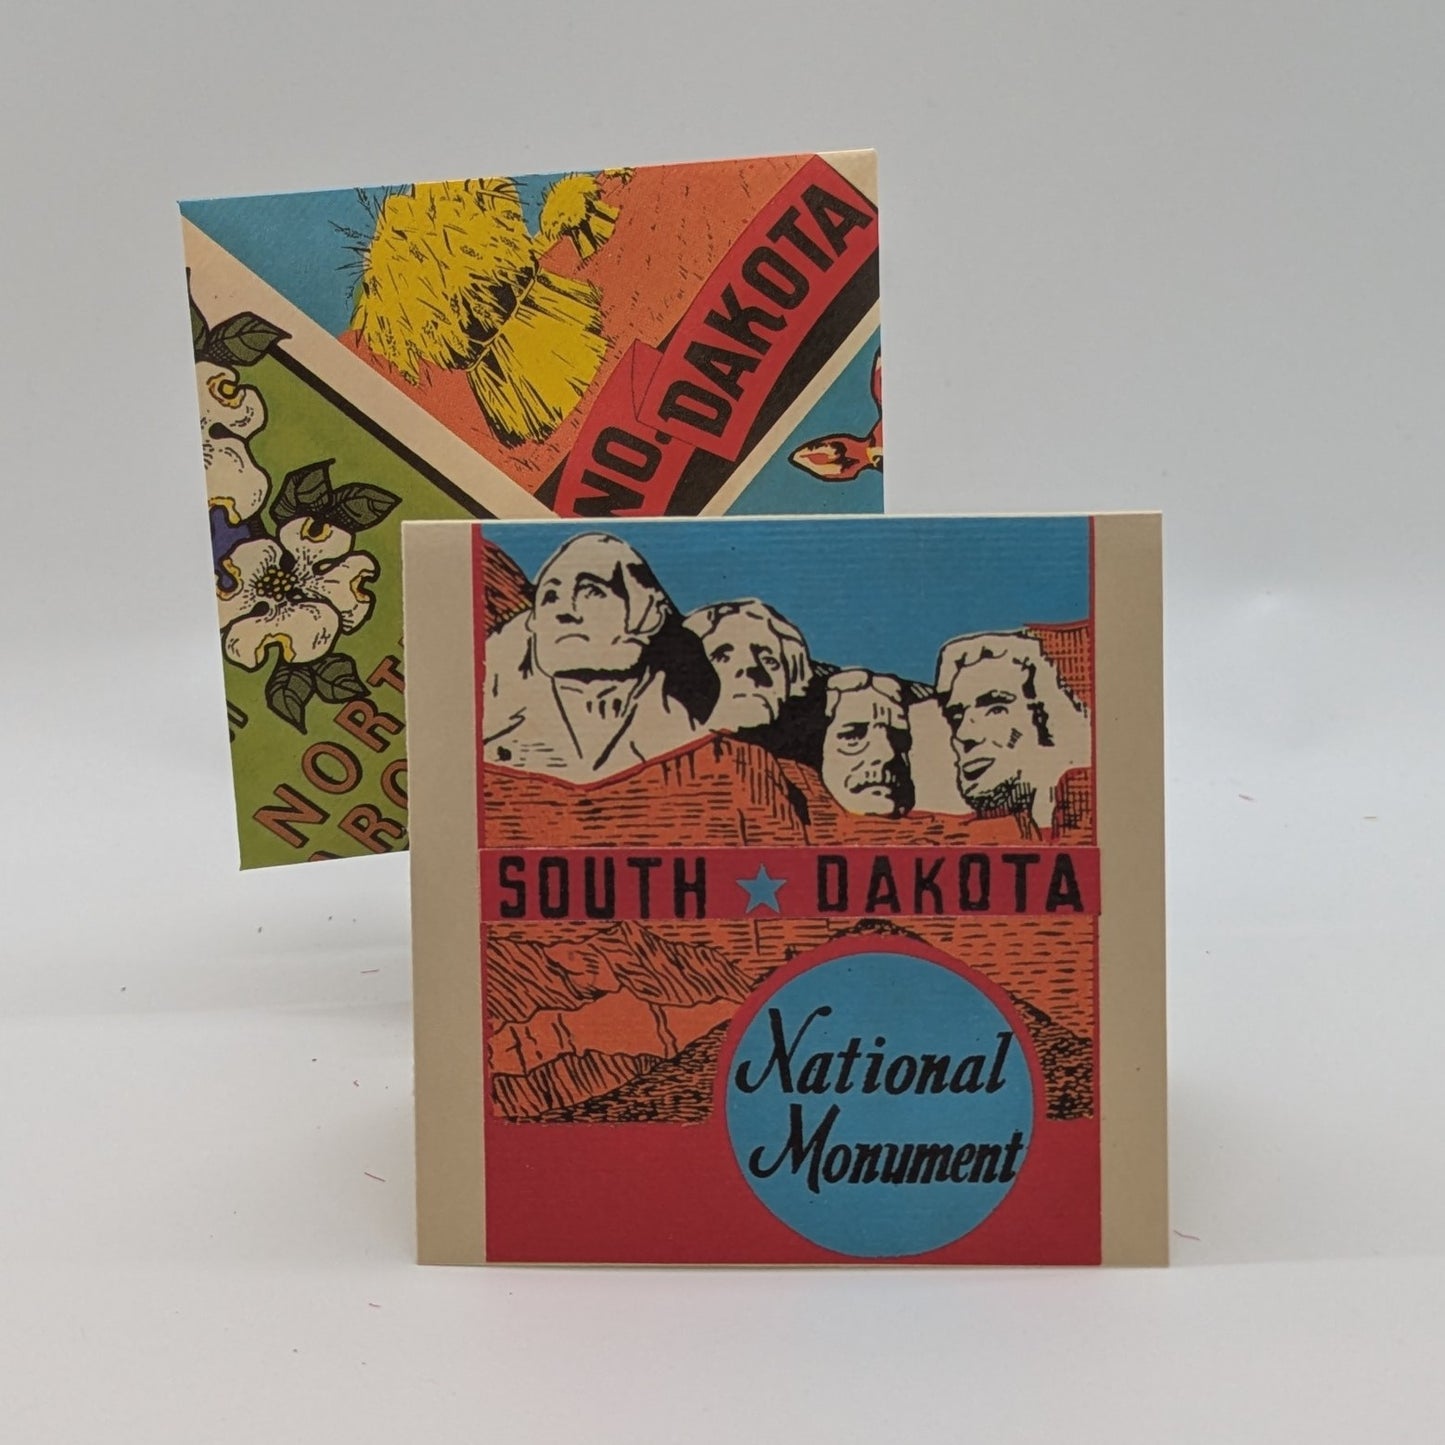 NO. DAKOTA
NORT
SOUTH DAKOTA
National
Monument